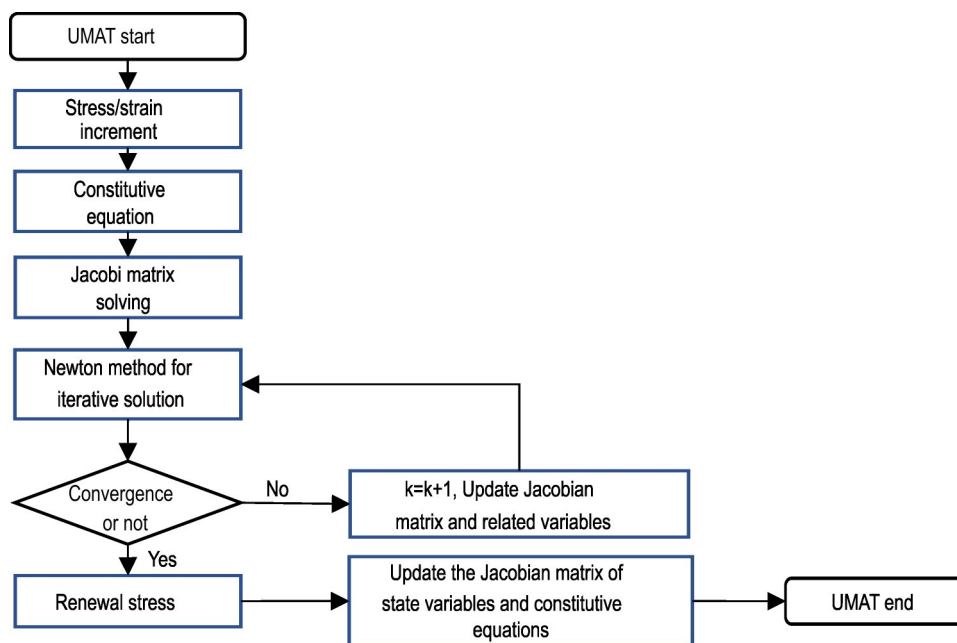 UMAT start
Stress/strain
increment
Constitutive
equation
Jacobi matrix
solving
Newton method for
iterative solution
Convergence
or not
No
k=k+1, Update Jacobian
matrix and related variables
Yes
Renewal stress
Update the Jacobian matrix of
state variables and constitutive
equations
UMAT end